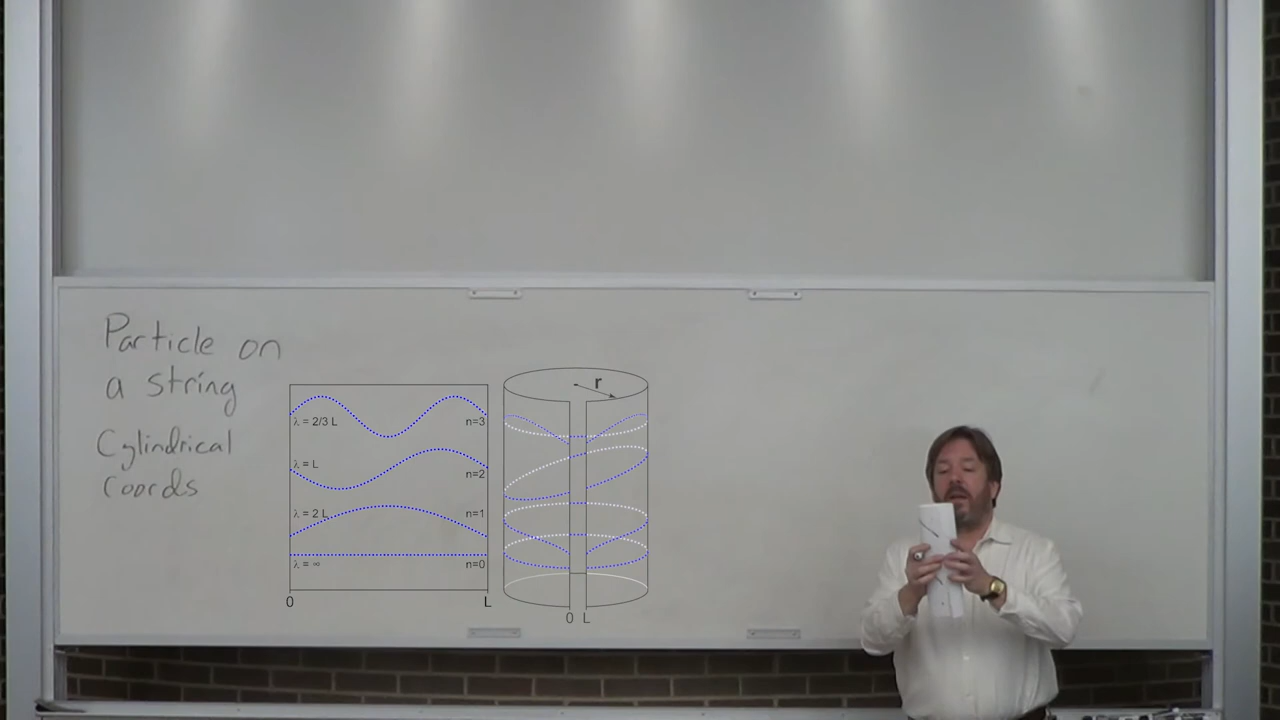 Particle on
a string
Cylindrical
Coords
λ = 2/3 L
n=3
λ = L
n=2
λ = 2 L
n=1
λ = ∞
n=0
0
L
r
0 L